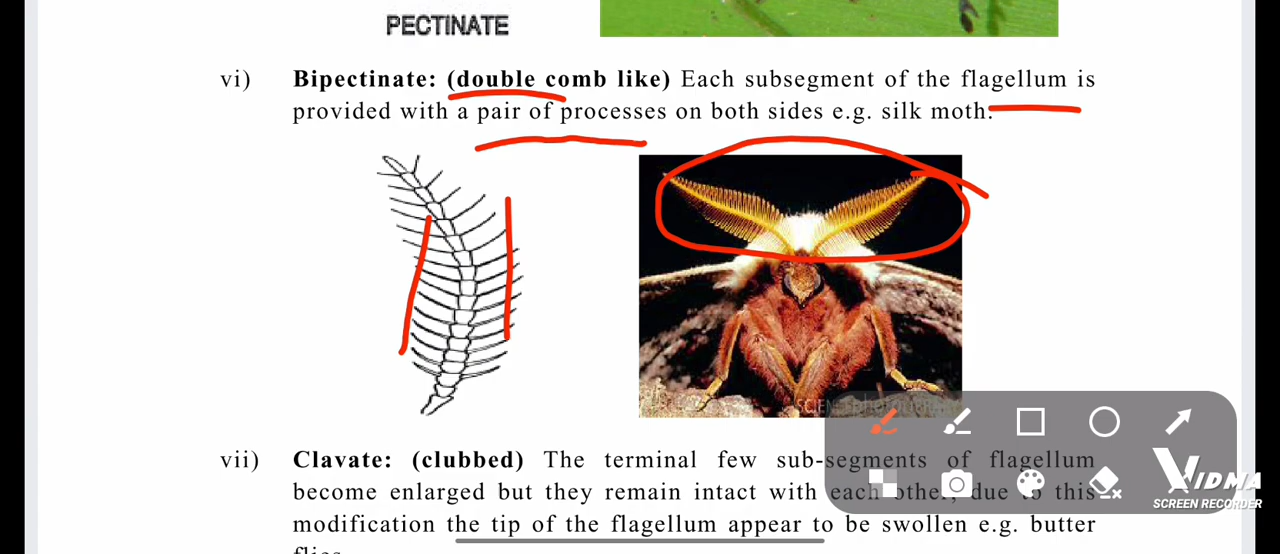 PECTINATE
vi) Bipectinate: (double comb like) Each subsegment of the flagellum is
provided with a pair of processes on both sides e.g. silk moth.
vii) Clavate: (clubbed) The terminal few sub-segments of flagellum
become enlarged but they remain intact with each other, due to this
modification the tip of the flagellum appear to be swollen e.g. butter
flies
VIDMA
SCREEN RECORDER